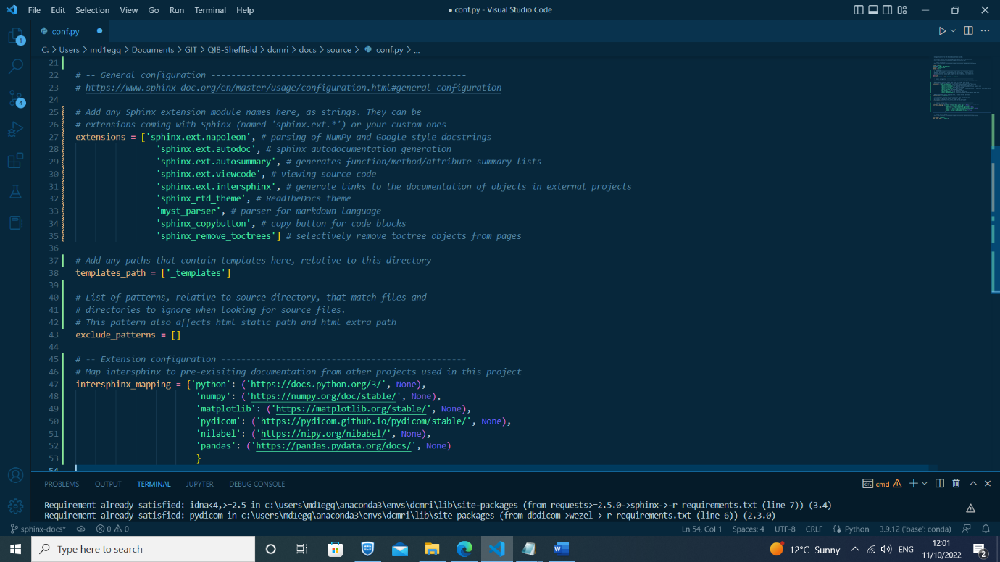 File Edit Selection View Go Run Terminal Help
● conf.py - Visual Studio Code
conf.py
C: > Users > md1egq > Documents > GIT > QIB-Sheffield > dcmri > docs > source > conf.py > ...
1
4
21
22 # -- General configuration ---------------------------------------------------
23 # https://www.sphinx-doc.org/en/master/usage/configuration.html#general-configuration
24
25 # Add any Sphinx extension module names here, as strings. They can be
26 # extensions coming with Sphinx (named 'sphinx.ext.*') or your custom ones
27 extensions = ['sphinx.ext.napoleon', # parsing of NumPy and Google style docstrings
28 'sphinx.ext.autodoc', # sphinx autodocumentation generation
29 'sphinx.ext.autosummary', # generates function/method/attribute summary lists
30 'sphinx.ext.viewcode', # viewing source code
31 'sphinx.ext.intersphinx', # generate links to the documentation of objects in external projects
32 'sphinx_rtd_theme', # ReadTheDocs theme
33 'myst_parser', # parser for markdown language
34 'sphinx_copybutton', # copy button for code blocks
35 'sphinx_remove_toctrees'] # selectively remove toctree objects from pages
36
37 # Add any paths that contain templates here, relative to this directory
38 templates_path = ['_templates']
39
40 # List of patterns, relative to source directory, that match files and
41 # directories to ignore when looking for source files.
42 # This pattern also affects html_static_path and html_extra_path
43 exclude_patterns = []
44
45 # -- Extension configuration -------------------------------------------------
46 # Map intersphinx to pre-exisiting documentation from other projects used in this project
47 intersphinx_mapping = {'python': ('https://docs.python.org/3/', None),
48 'numpy': ('https://numpy.org/doc/stable/', None),
49 'matplotlib': ('https://matplotlib.org/stable/', None),
50 'pydicom': ('https://pydicom.github.io/pydicom/stable/', None),
51 'nilabel': ('https://nipy.org/nibabel/', None),
52 'pandas': ('https://pandas.pydata.org/docs/', None)
53 }
54
PROBLEMS OUTPUT TERMINAL JUPYTER DEBUG CONSOLE
cmd
Requirement already satisfied: idna<4,>=2.5 in c:\users\md1egq\anaconda3\envs\dcmri\lib\site-packages (from requests>=2.5.0->sphinx->-r requirements.txt (line 7)) (3.4)
Requirement already satisfied: pydicom in c:\users\md1egq\anaconda3\envs\dcmri\lib\site-packages (from dbdicom->wezel->-r requirements.txt (line 6)) (2.3.0)
sphinx-docs* 0 0 Ln 54, Col 1 Spaces: 4 UTF-8 CRLF Python 3.9.12 ('base': conda)
Type here to search
12°C Sunny
ENG
12:01
11/10/2022
2